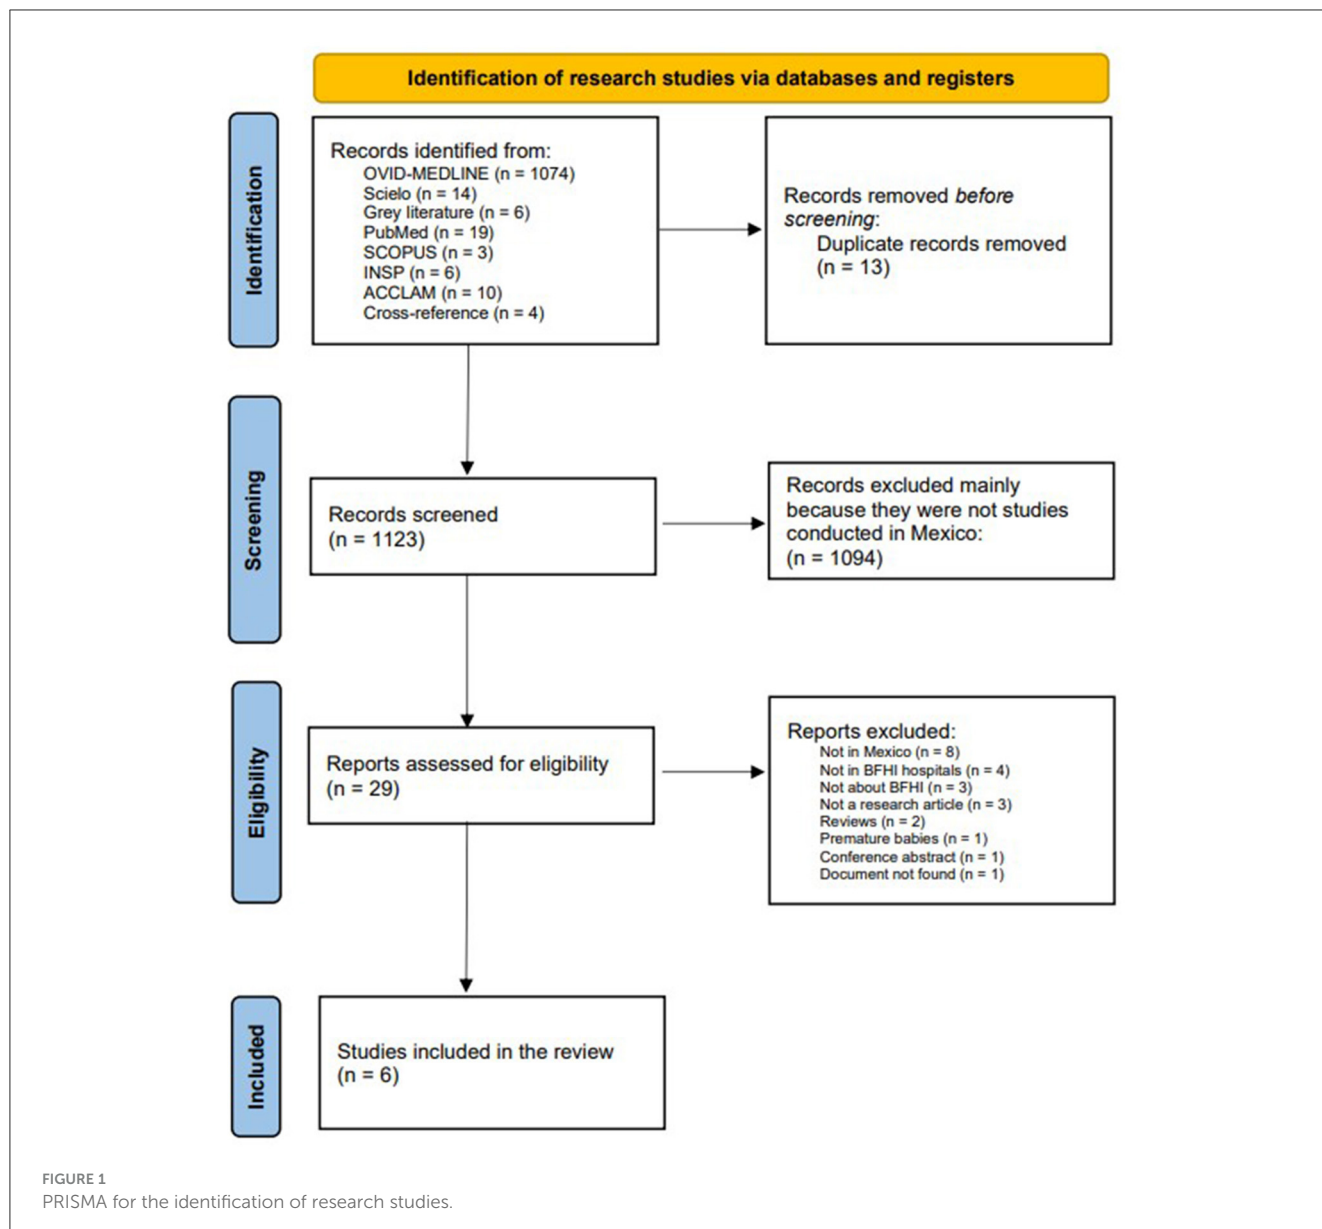 Identification of research studies via databases and registers
Identification
Records identified from:
OVID-MEDLINE (n = 1074)
Scielo (n = 14)
Grey literature (n = 6)
PubMed (n = 19)
SCOPUS (n = 3)
INSP (n = 6)
ACCLAM (n = 10)
Cross-reference (n = 4)
Records removed before
screening:
Duplicate records removed
(n = 13)
Screening
Records screened
(n = 1123)
Records excluded mainly
because they were not studies
conducted in Mexico:
(n = 1094)
Eligibility
Reports assessed for eligibility
(n = 29)
Reports excluded:
Not in Mexico (n = 8)
Not in BFHI hospitals (n = 4)
Not about BFHI (n = 3)
Not a research article (n = 3)
Reviews (n = 2)
Premature babies (n = 1)
Conference abstract (n = 1)
Document not found (n = 1)
Included
Studies included in the review
(n = 6)
FIGURE 1
PRISMA for the identification of research studies.